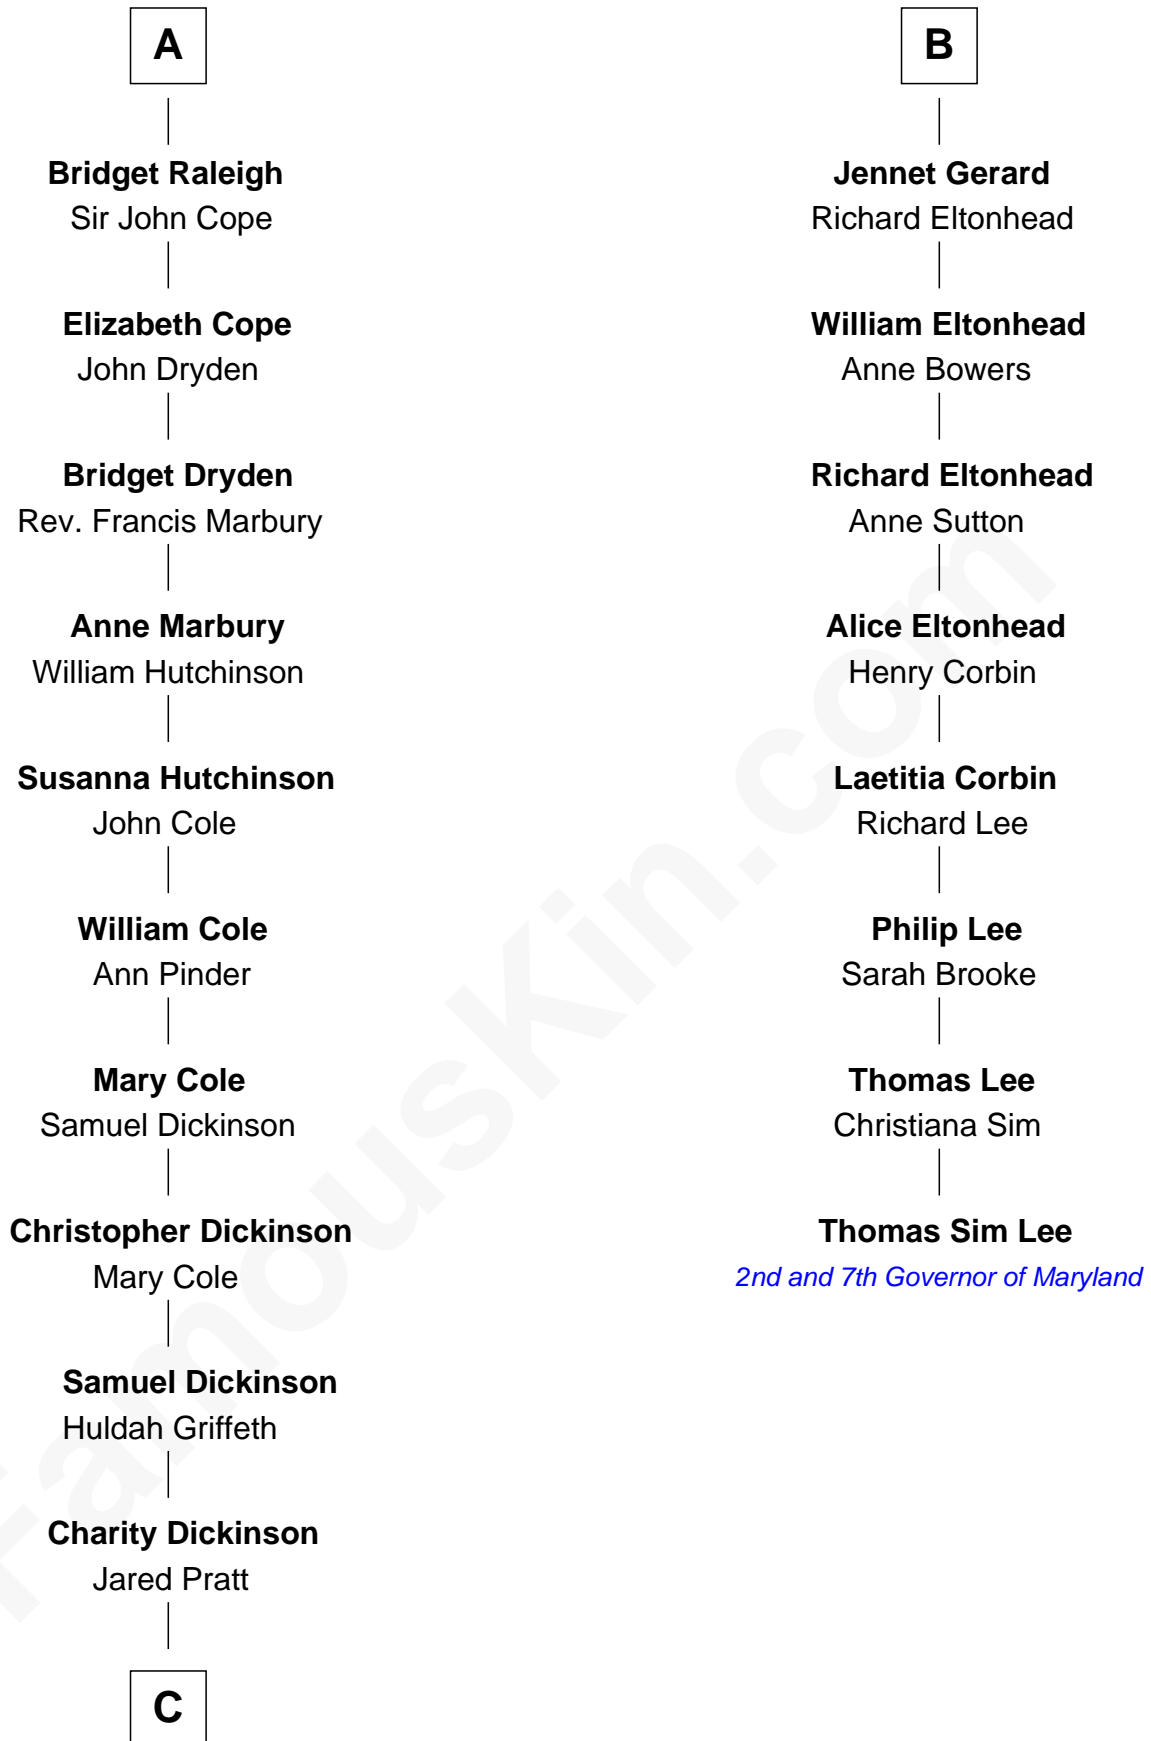 A
Bridget Raleigh
Sir John Cope
Elizabeth Cope
John Dryden
Bridget Dryden
Rev. Francis Marbury
Anne Marbury
William Hutchinson
Susanna Hutchinson
John Cole
William Cole
Ann Pinder
Mary Cole
Samuel Dickinson
Christopher Dickinson
Mary Cole
Samuel Dickinson
Huldah Griffeth
Charity Dickinson
Jared Pratt
C
B
Jennet Gerard
Richard Eltonhead
William Eltonhead
Anne Bowers
Richard Eltonhead
Anne Sutton
Alice Eltonhead
Henry Corbin
Laetitia Corbin
Richard Lee
Philip Lee
Sarah Brooke
Thomas Lee
Christiana Sim
Thomas Sim Lee
2nd and 7th Governor of Maryland
FamousKin.com